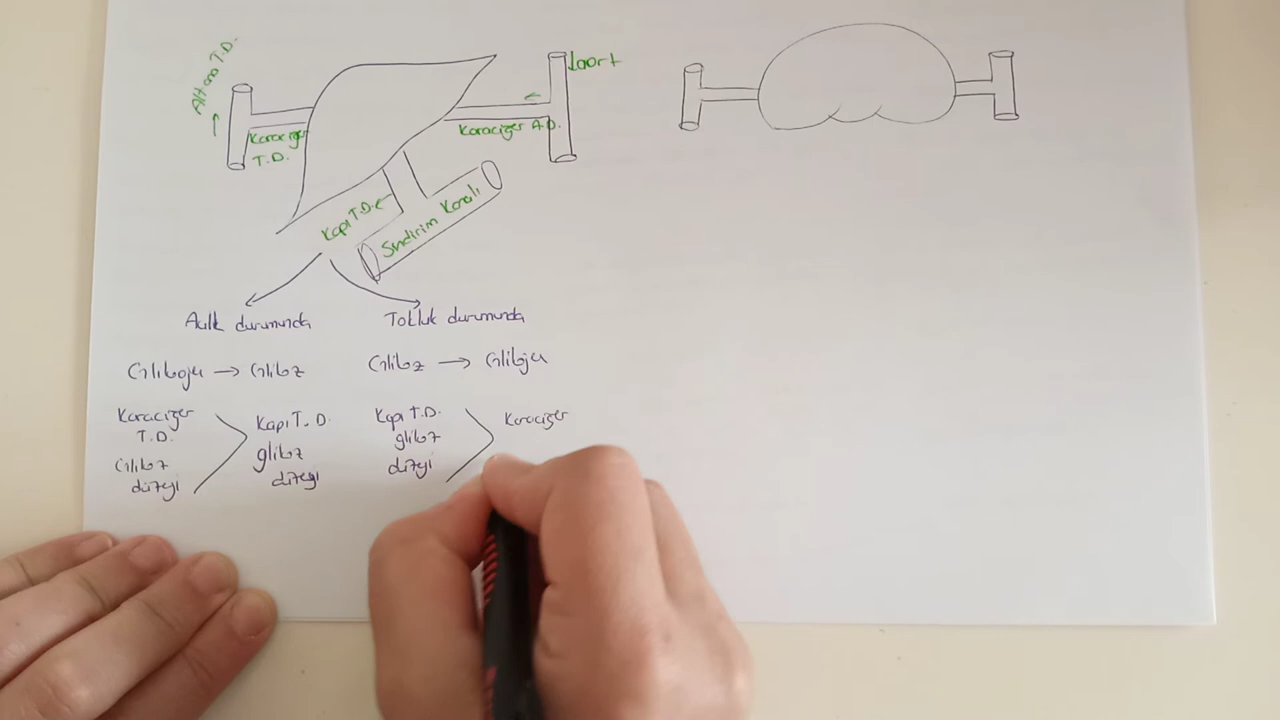 Alt ana T.D.
Karaciğer
T.D.
Aort
Karaciğer A.D.
Kapı T.D.
Sindirim Kanalı
Açlık durumunda
Tokluk durumunda
Glikojen → Glikoz
Glikoz → Glikojen
Karaciğer
T.D.
Glikoz
düzeyi
>
Kapı T.D.
glikoz
düzeyi
Kapı T.D.
glikoz
düzeyi
>
Karaciğer